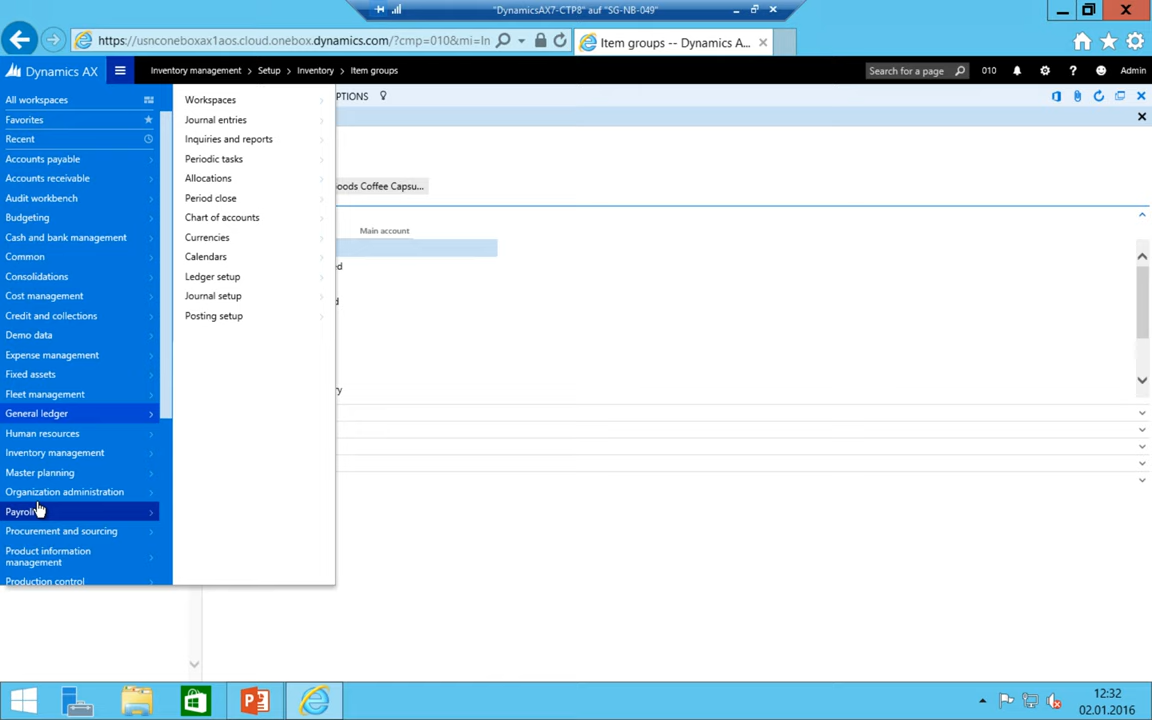 "DynamicsAX7-CTP8" auf "SG-NB-049"
https://usnconeboxax1aos.cloud.onebox.dynamics.com/?cmp=010&mi=In
Item groups -- Dynamics A...
Dynamics AX
Inventory management
Setup
Inventory
Item groups
Search for a page
010
?
Admin
All workspaces
Favorites
Recent
Accounts payable
Accounts receivable
Audit workbench
Budgeting
Cash and bank management
Common
Consolidations
Cost management
Credit and collections
Demo data
Expense management
Fixed assets
Fleet management
General ledger
Human resources
Inventory management
Master planning
Organization administration
Procurement and sourcing
Product information
management
Production control
Workspaces
Journal entries
Inquiries and reports
Periodic tasks
Allocations
Period close
Chart of accounts
Currencies
Calendars
Ledger setup
Journal setup
Posting setup
PTIONS
oods Coffee Capsu...
Main account
ed
d
ry
12:32
02.01.2016